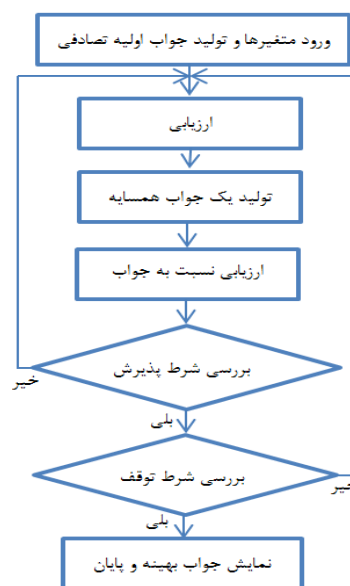 ورود متغیرها و تولید جواب اولیه تصادفی
ارزیابی
تولید یک جواب همسایه
ارزیابی نسبت به جواب
بررسی شرط پذیرش
خیر
بلی
بررسی شرط توقف
خیر
بلی
نمایش جواب بهینه و پایان